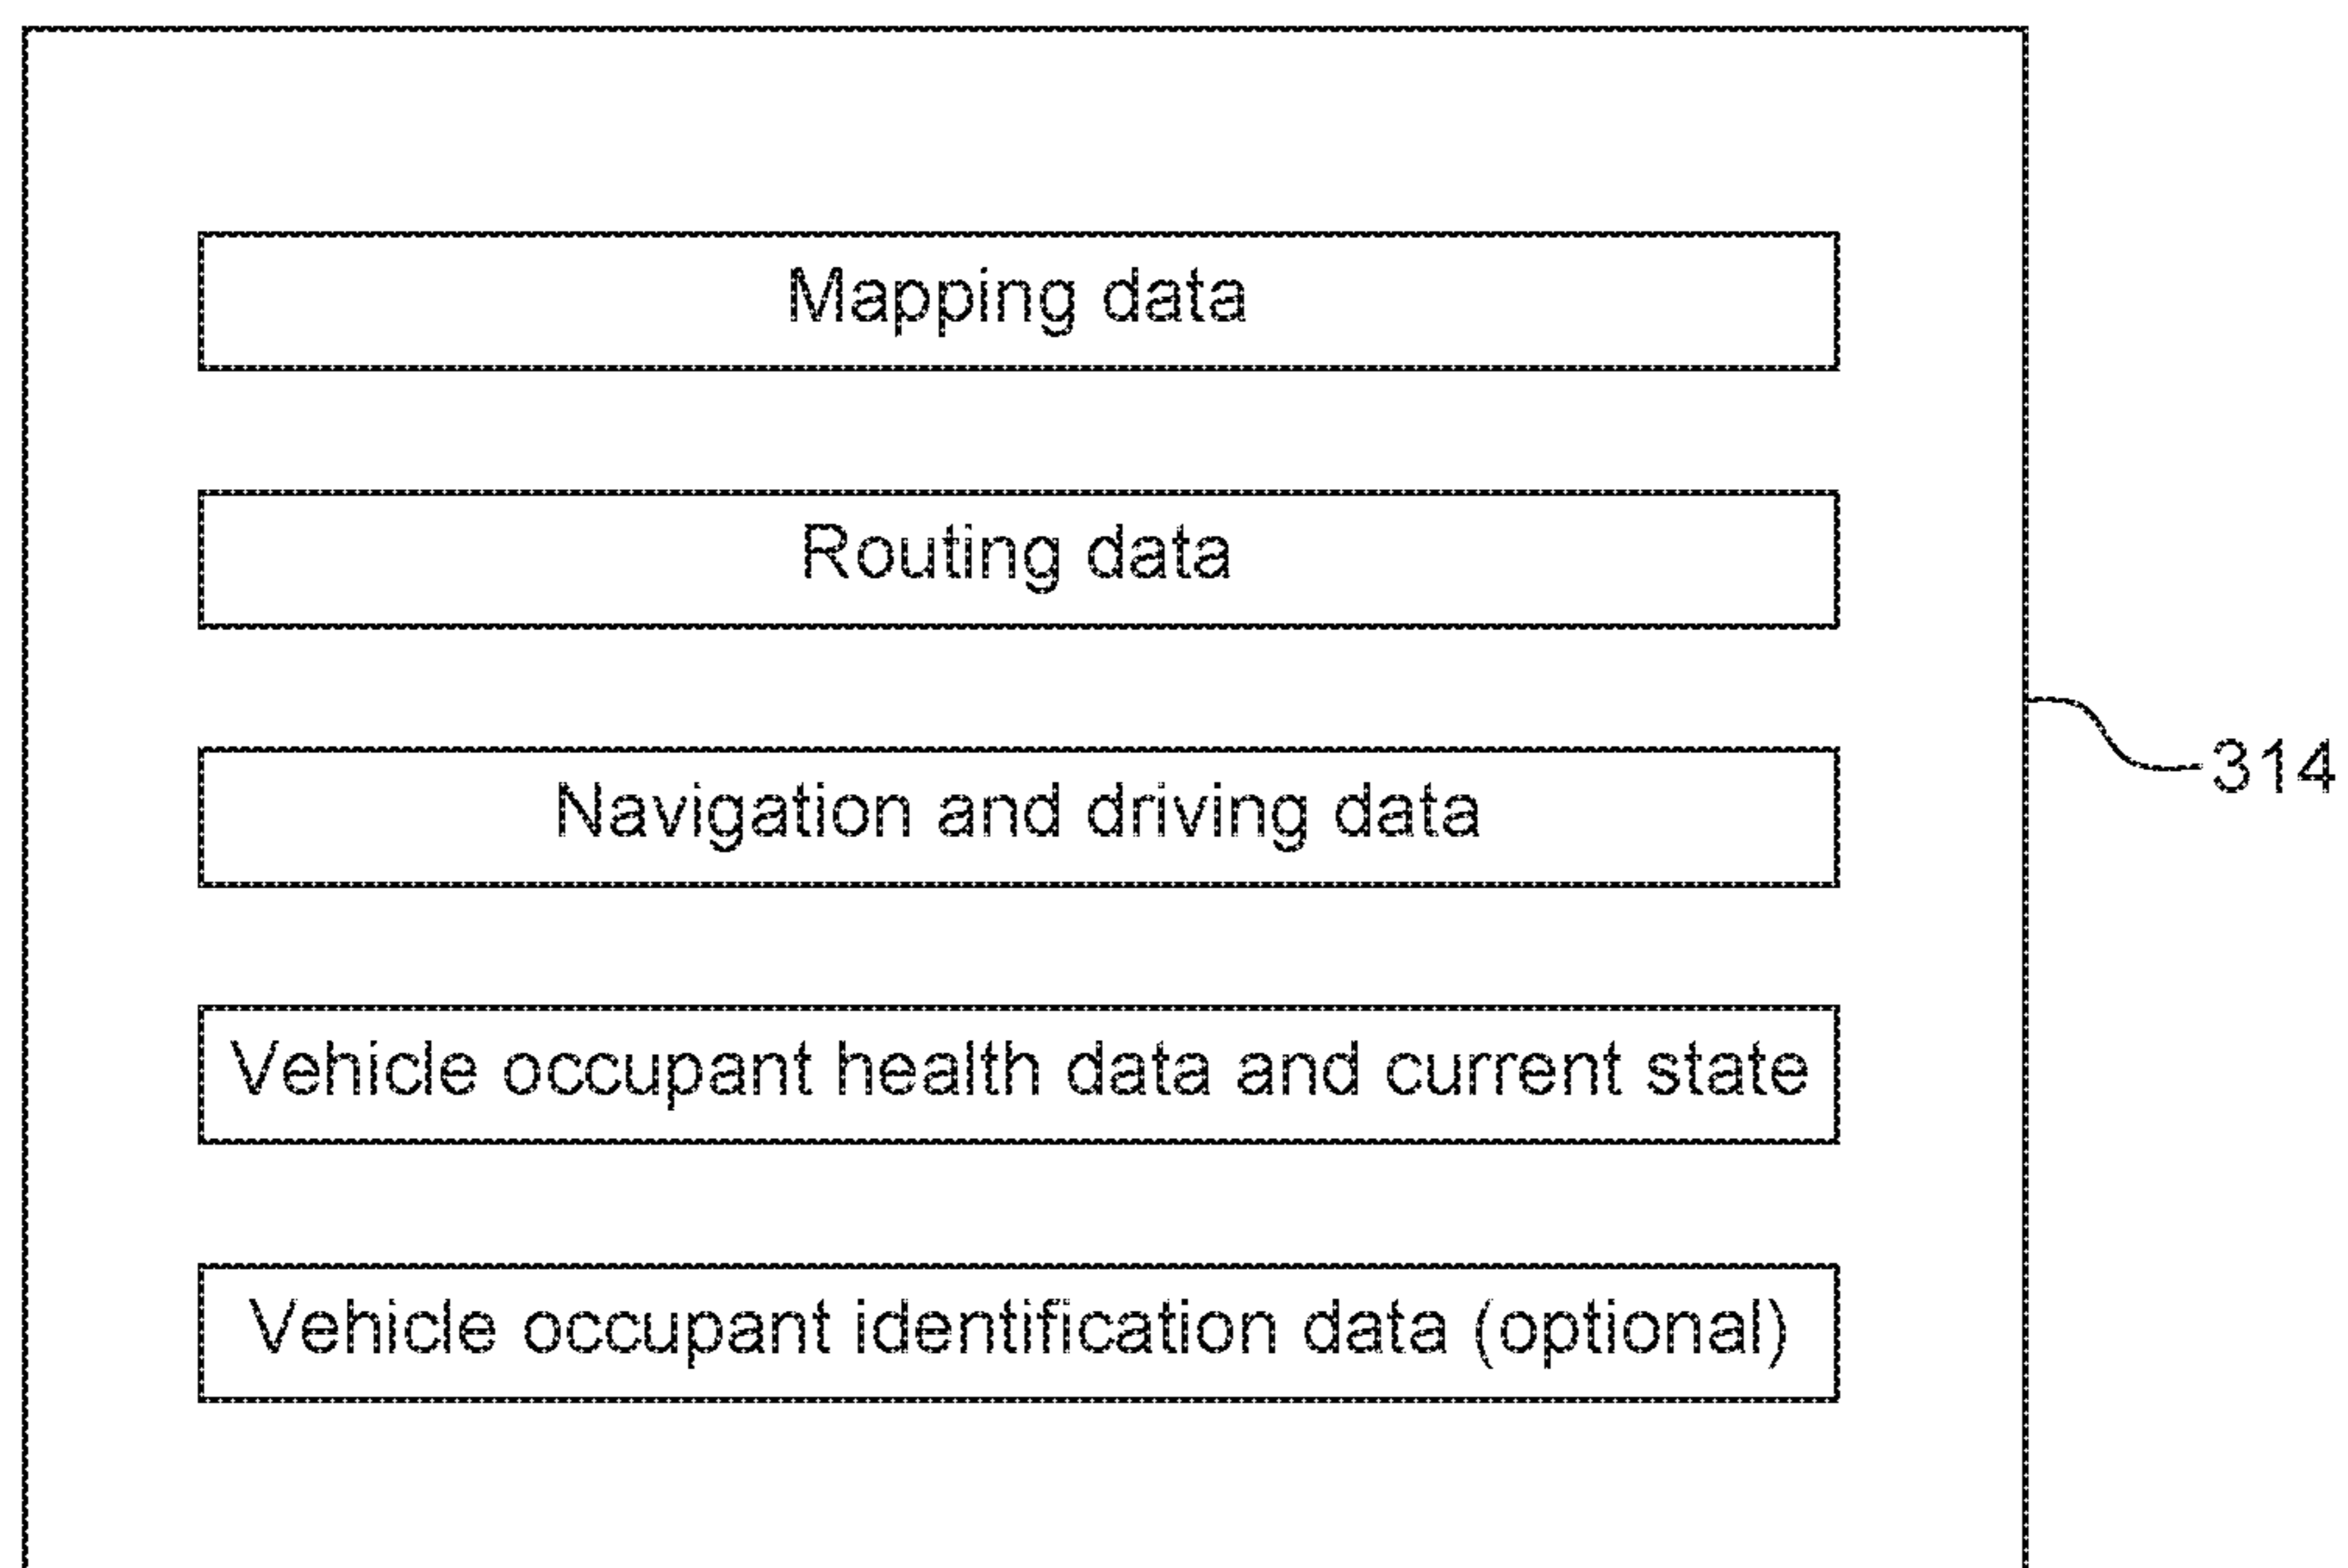 Mapping data
Routing data
Navigation and driving data
314
Vehicle occupant health data and current state
Vehicle occupant identification data (optional)